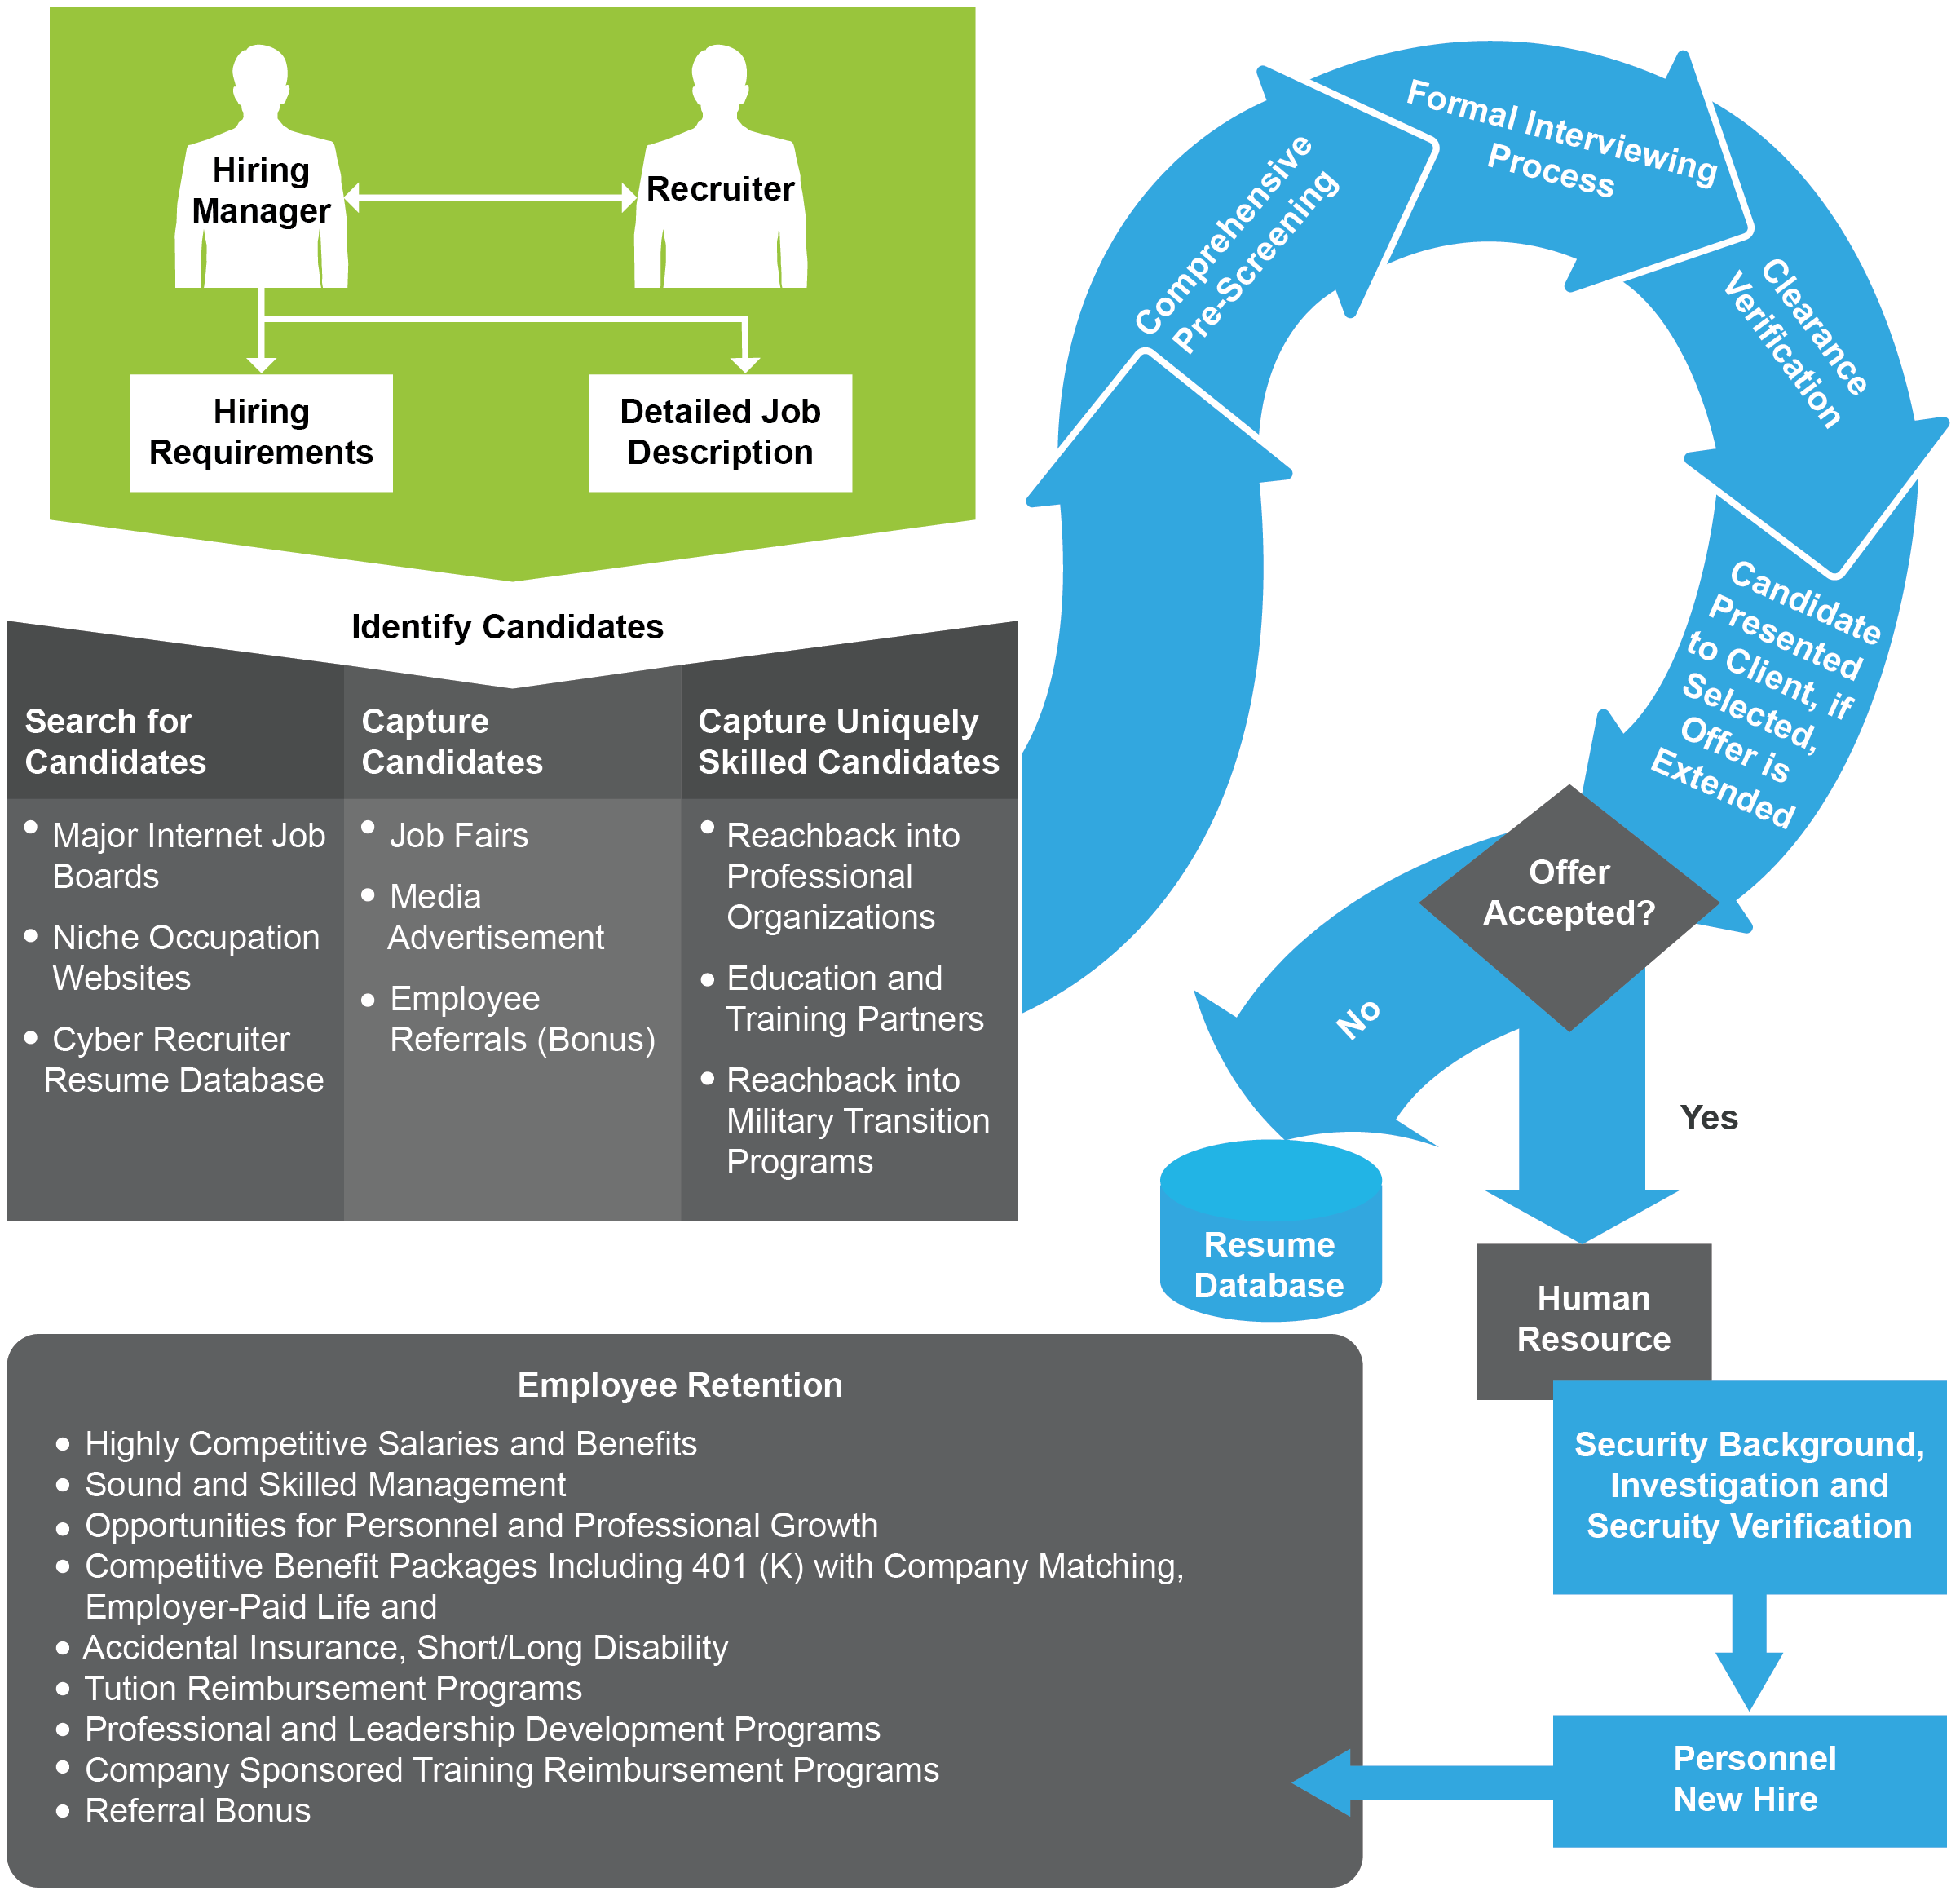 Hiring
Manager
Recruiter
Hiring
Requirements
Detailed Job
Description
Identify Candidates
Search for
Candidates
Major Internet Job
Boards
Niche Occupation
Websites
Cyber Recruiter
Resume Database
Capture
Candidates
Job Fairs
Media
Advertisement
Employee
Referrals (Bonus)
Capture Uniquely
Skilled Candidates
Reachback into
Professional
Organizations
Education and
Training Partners
Reachback into
Military Transition
Programs
Comprehensive
Pre-Screening
Formal Interviewing
Process
Clearance
Verification
Candidate
Presented
to Client, if
Selected,
Offer is
Extended
Offer
Accepted?
No
Yes
Resume
Database
Human
Resource
Security Background,
Investigation and
Secruity Verification
Personnel
New Hire
Employee Retention
Highly Competitive Salaries and Benefits
Sound and Skilled Management
Opportunities for Personnel and Professional Growth
Competitive Benefit Packages Including 401 (K) with Company Matching,
Employer-Paid Life and
Accidental Insurance, Short/Long Disability
Tution Reimbursement Programs
Professional and Leadership Development Programs
Company Sponsored Training Reimbursement Programs
Referral Bonus